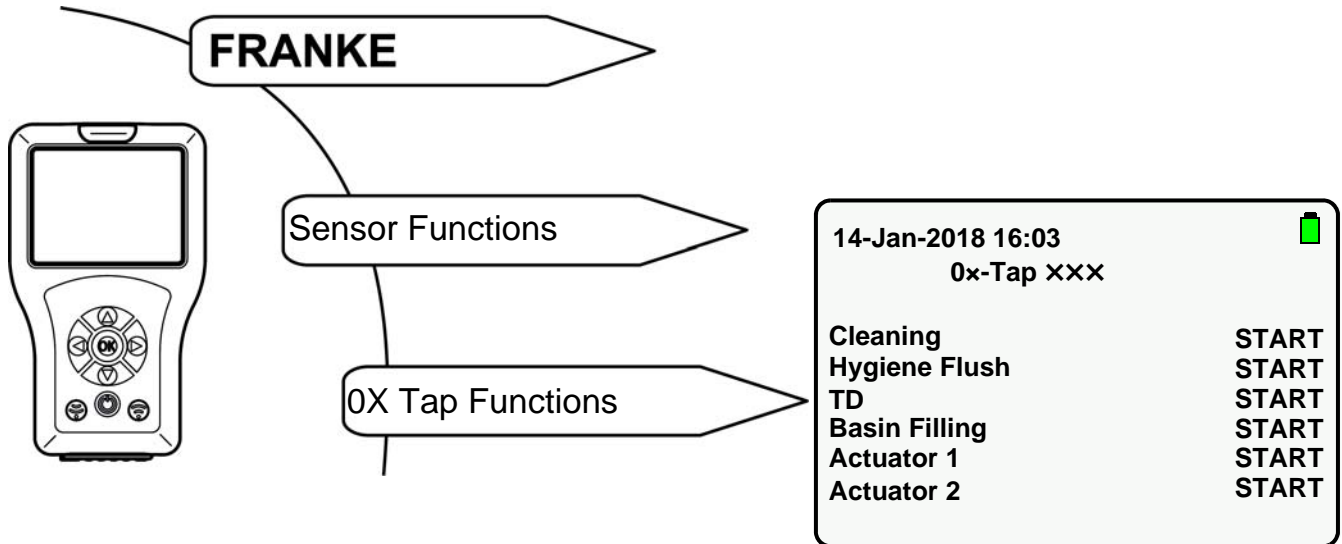 FRANKE
Sensor Functions
0X Tap Functions
OK
14-Jan-2018 16:03
0×-Tap ×××
Cleaning START
Hygiene Flush START
TD START
Basin Filling START
Actuator 1 START
Actuator 2 START